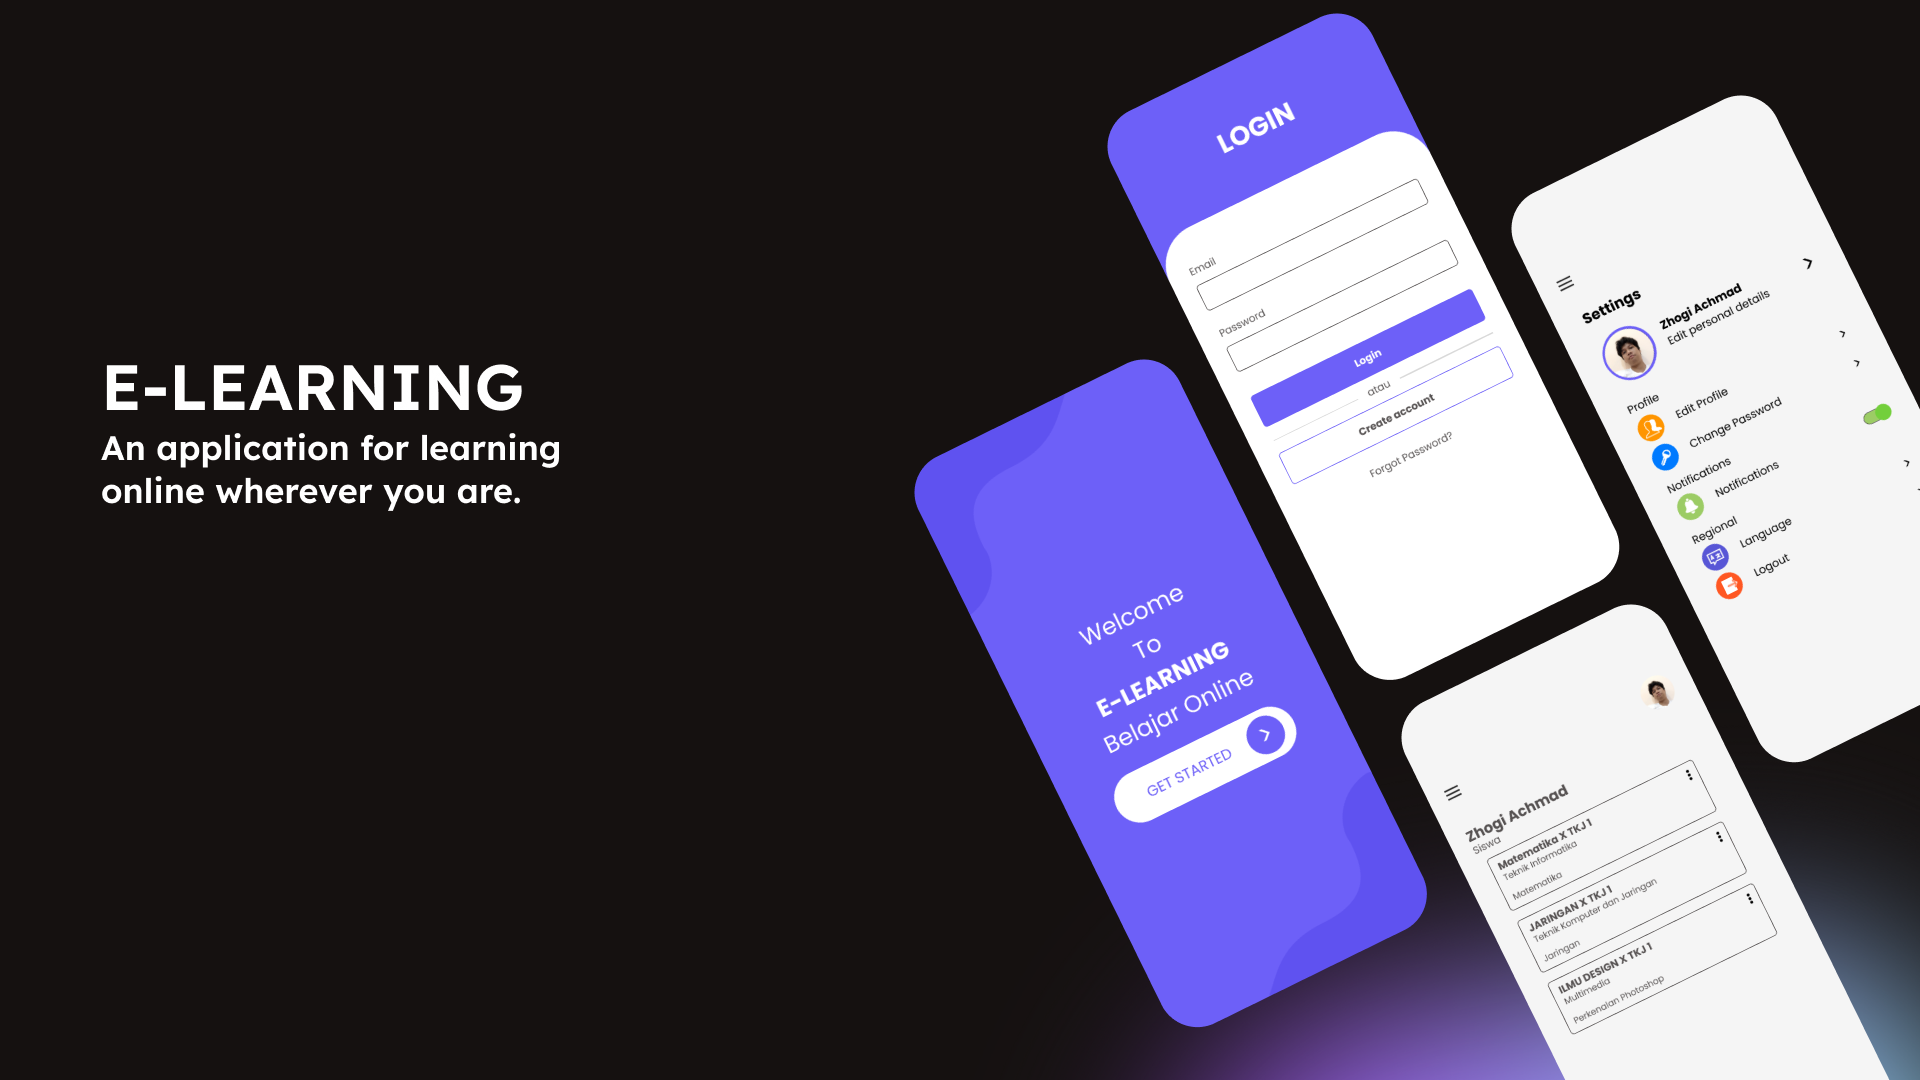 E-LEARNING
An application for learning
online wherever you are.
Welcome
To
E-LEARNING
Belajar Online
GET STARTED
LOGIN
Email
Password
Login
atau
Create account
Forgot Password?
Settings
Zhogi Achmad
Edit personal details
Profile
Edit Profile
Change Password
Notifications
Notifications
Regional
Language
Logout
Zhogi Achmad
Siswa
Matematika X TKJ 1
Teknik Informatika
Matematika
JARINGAN X TKJ 1
Teknik Komputer dan Jaringan
Jaringan
ILMU DESIGN X TKJ 1
Multimedia
Perkenalan Photoshop